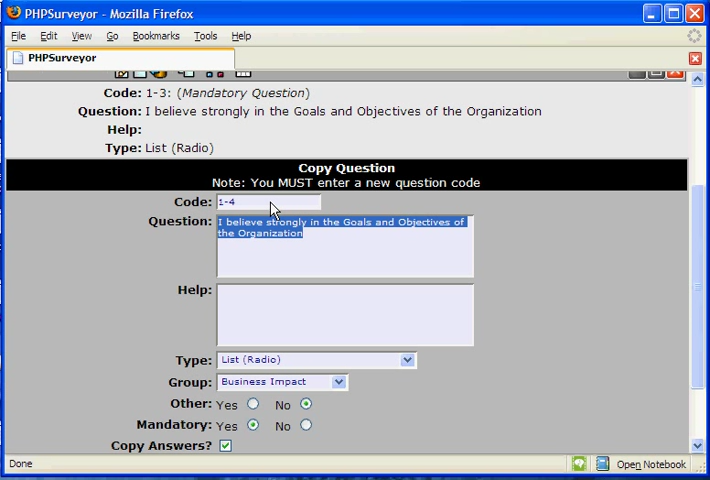 PHPSurveyor - Mozilla Firefox
File Edit View Go Bookmarks Tools Help
PHPSurveyor
Code: 1-3: (Mandatory Question)
Question: I believe strongly in the Goals and Objectives of the Organization
Help:
Type: List (Radio)
Copy Question
Note: You MUST enter a new question code
Code: 1-4
Question: I believe strongly in the Goals and Objectives of
the Organization
Help:
Type: List (Radio)
Group: Business Impact
Other: Yes No
Mandatory: Yes No
Copy Answers?
Done Open Notebook